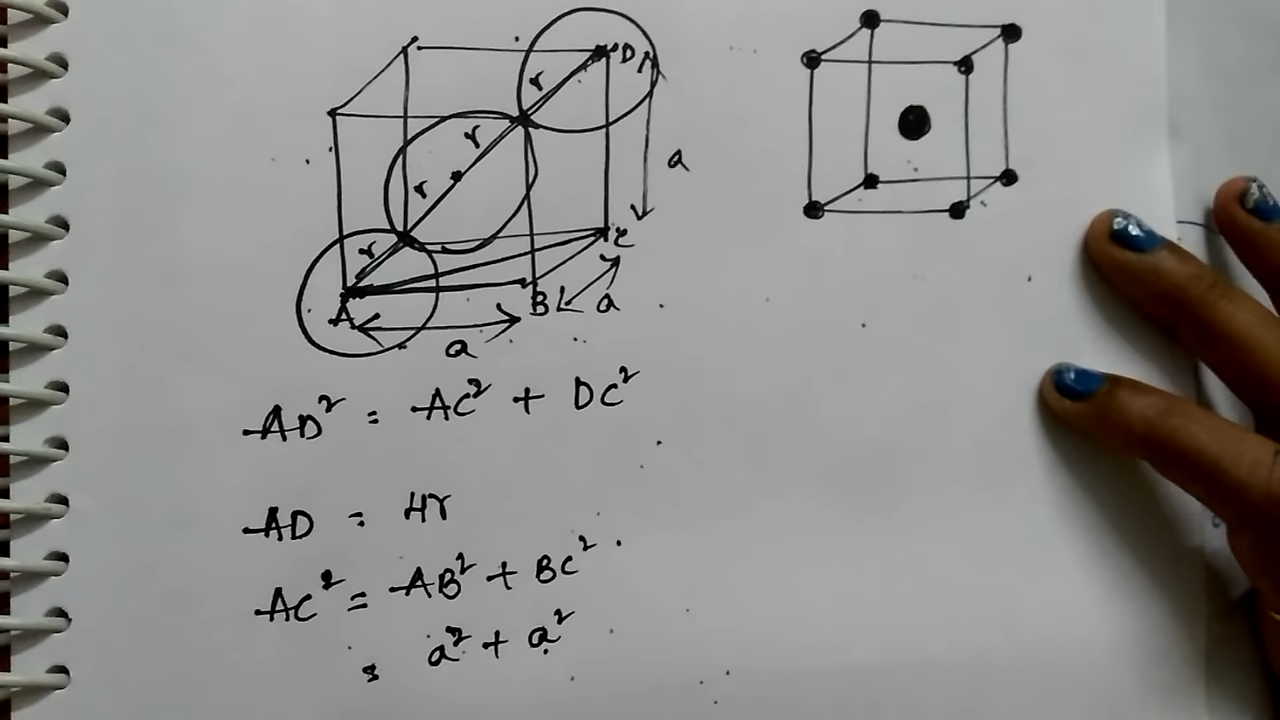 D
r
r
a
r
r
C
A
B
a
a
AD² = AC² + DC²
AD = 4r
AC² = AB² + BC².
= a² + a²